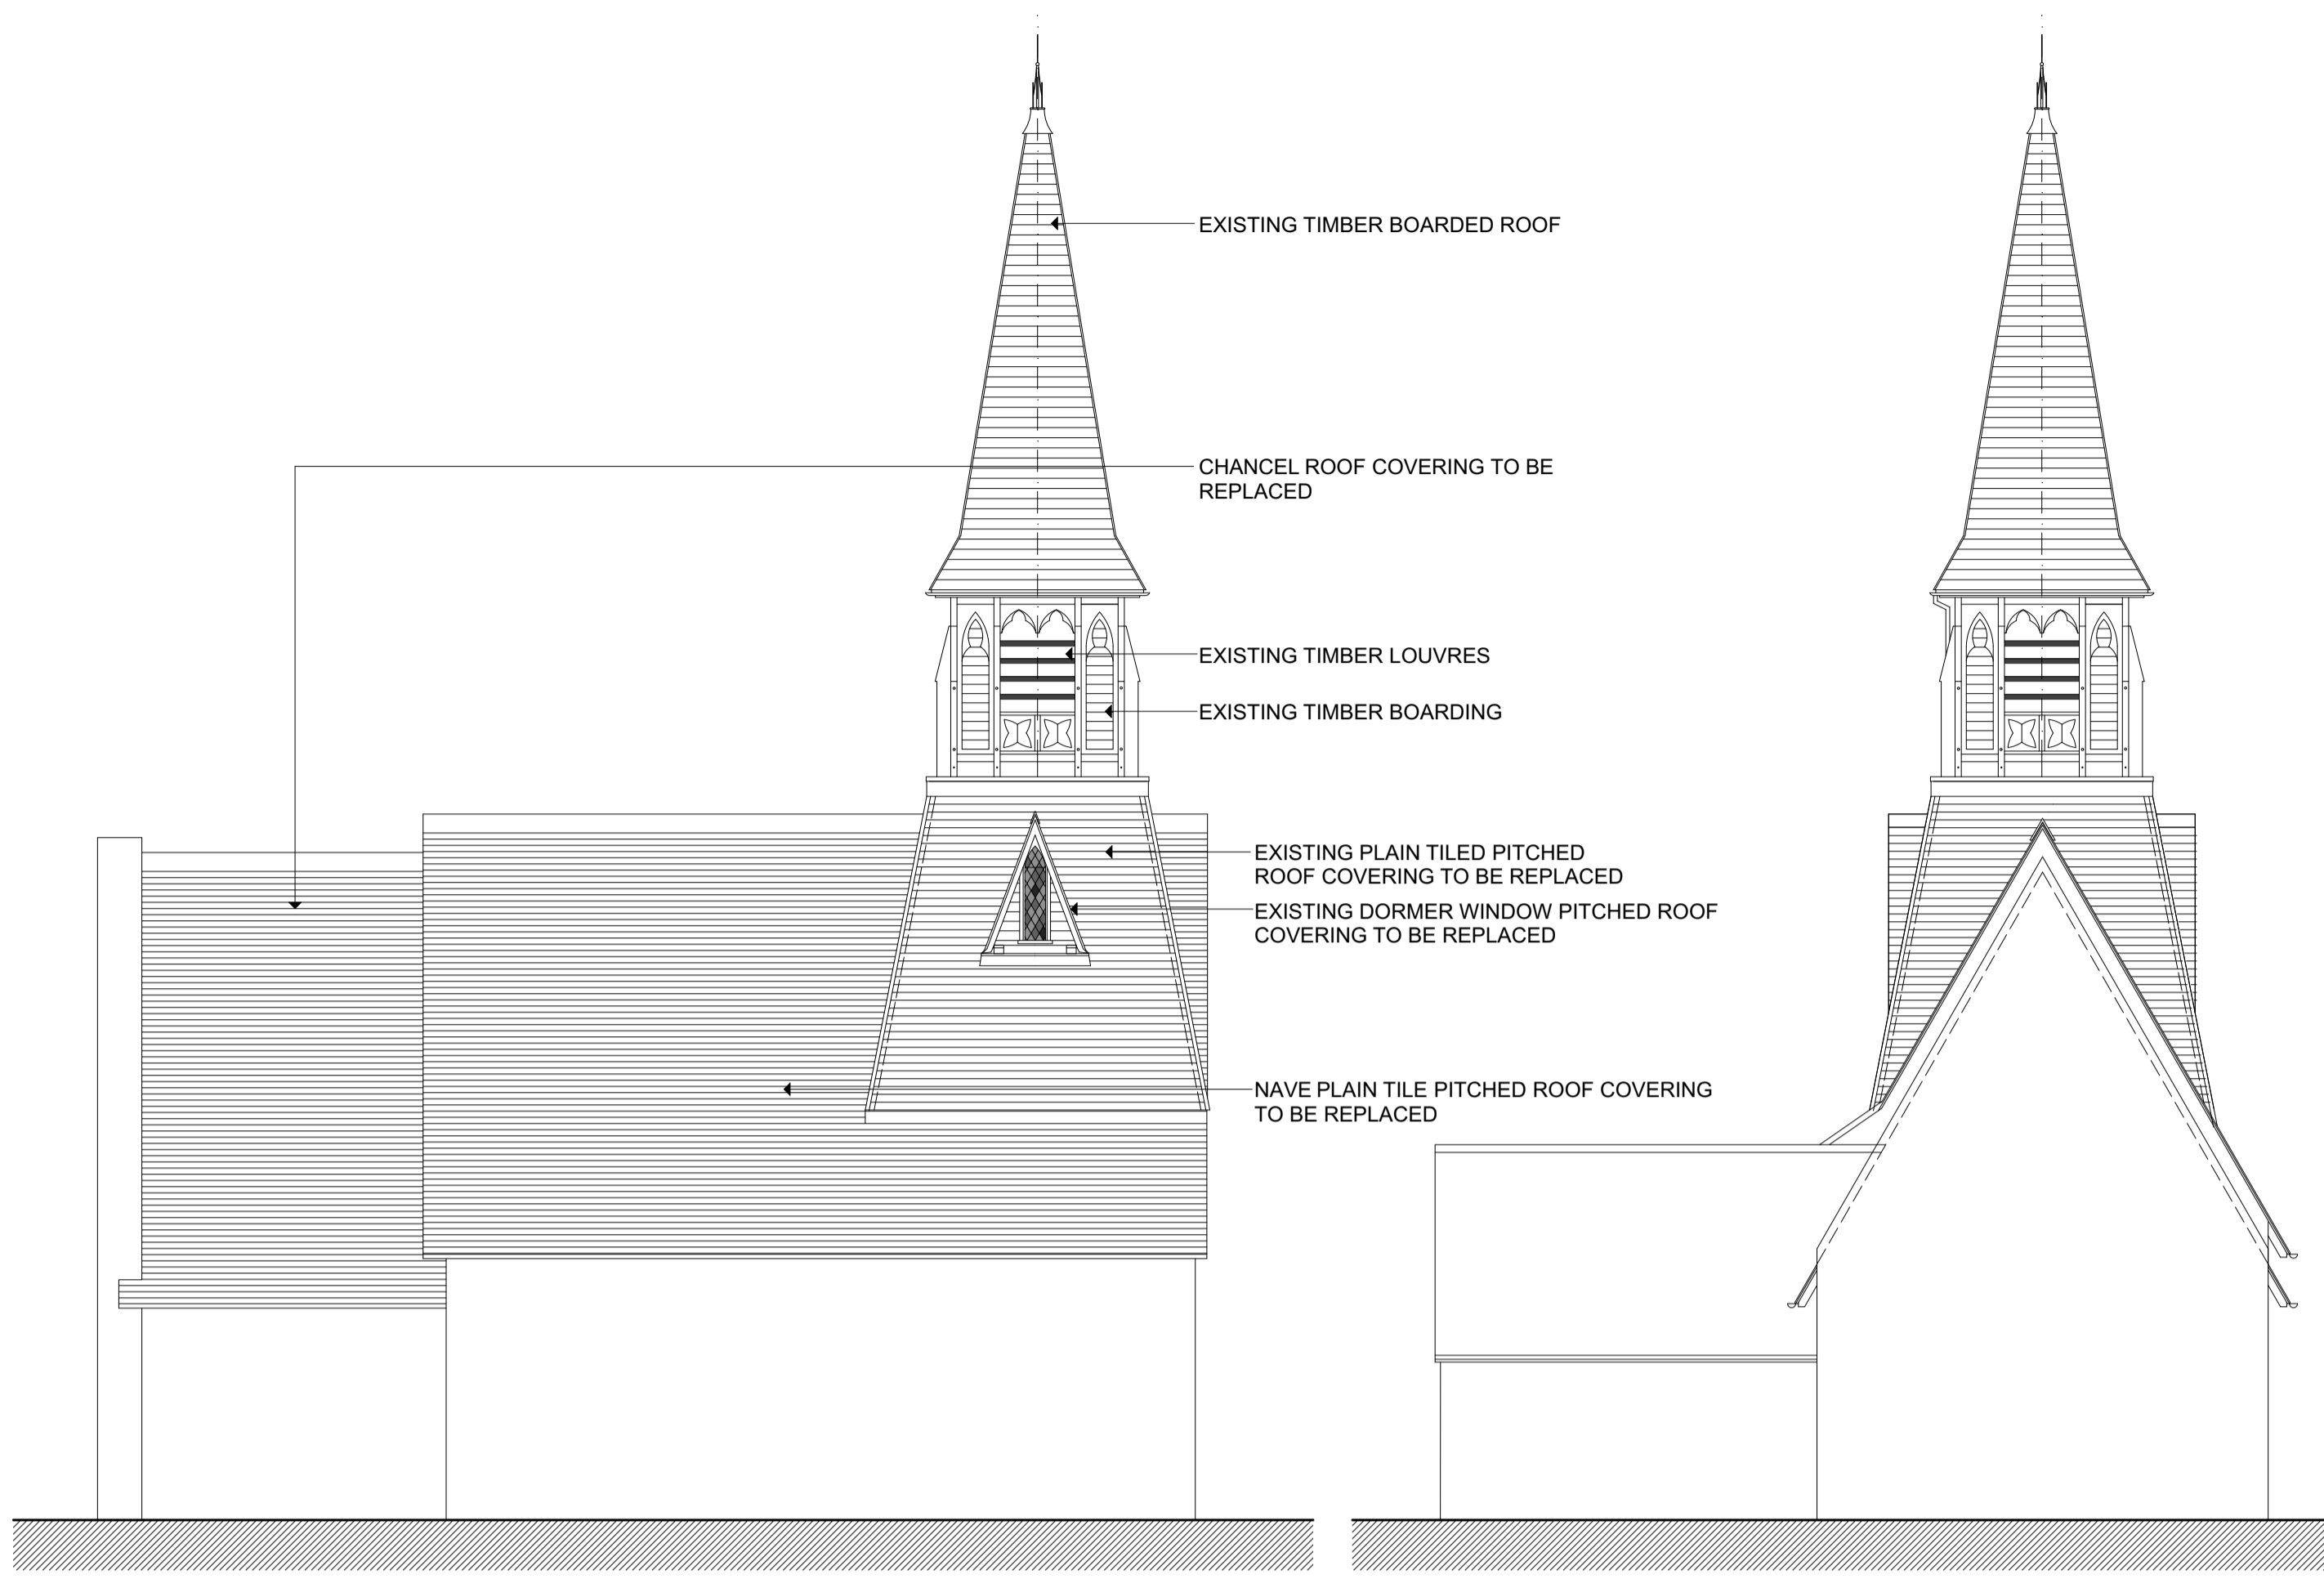 EXISTING TIMBER BOARDED ROOF
CHANCEL ROOF COVERING TO BE
REPLACED
EXISTING TIMBER LOUVRES
EXISTING TIMBER BOARDING
EXISTING PLAIN TILED PITCHED
ROOF COVERING TO BE REPLACED
EXISTING DORMER WINDOW PITCHED ROOF
COVERING TO BE REPLACED
NAVE PLAIN TILE PITCHED ROOF COVERING
TO BE REPLACED